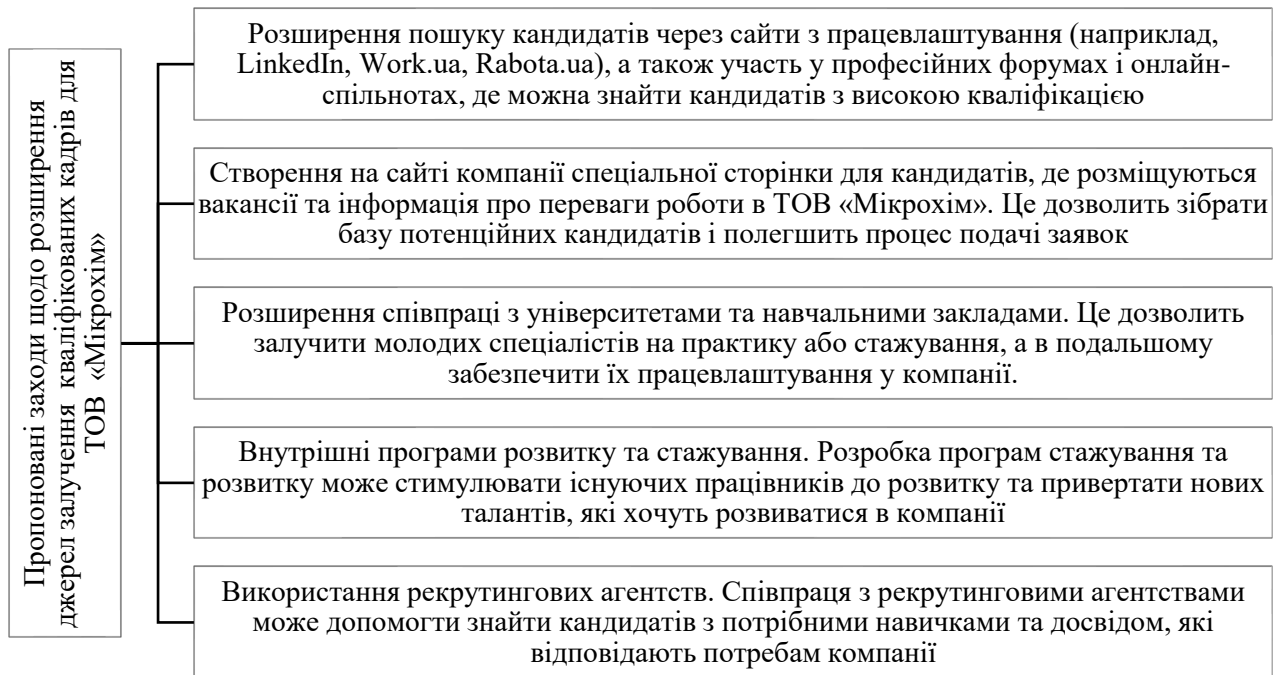 Пропоновані заходи щодо розширення
джерел залучення кваліфікованих кадрів для
ТОВ «Мікрохім»
Розширення пошуку кандидатів через сайти з працевлаштування (наприклад,
LinkedIn, Work.ua, Rabota.ua), а також участь у професійних форумах і онлайн-
спільнотах, де можна знайти кандидатів з високою кваліфікацією
Створення на сайті компанії спеціальної сторінки для кандидатів, де розміщуються
вакансії та інформація про переваги роботи в ТОВ «Мікрохім». Це дозволить зібрати
базу потенційних кандидатів і полегшить процес подачі заявок
Розширення співпраці з університетами та навчальними закладами. Це дозволить
залучити молодих спеціалістів на практику або стажування, а в подальшому
забезпечити їх працевлаштування у компанії.
Внутрішні програми розвитку та стажування. Розробка програм стажування та
розвитку може стимулювати існуючих працівників до розвитку та привертати нових
талантів, які хочуть розвиватися в компанії
Використання рекрутингових агентств. Співпраця з рекрутинговими агентствами
може допомогти знайти кандидатів з потрібними навичками та досвідом, які
відповідають потребам компанії